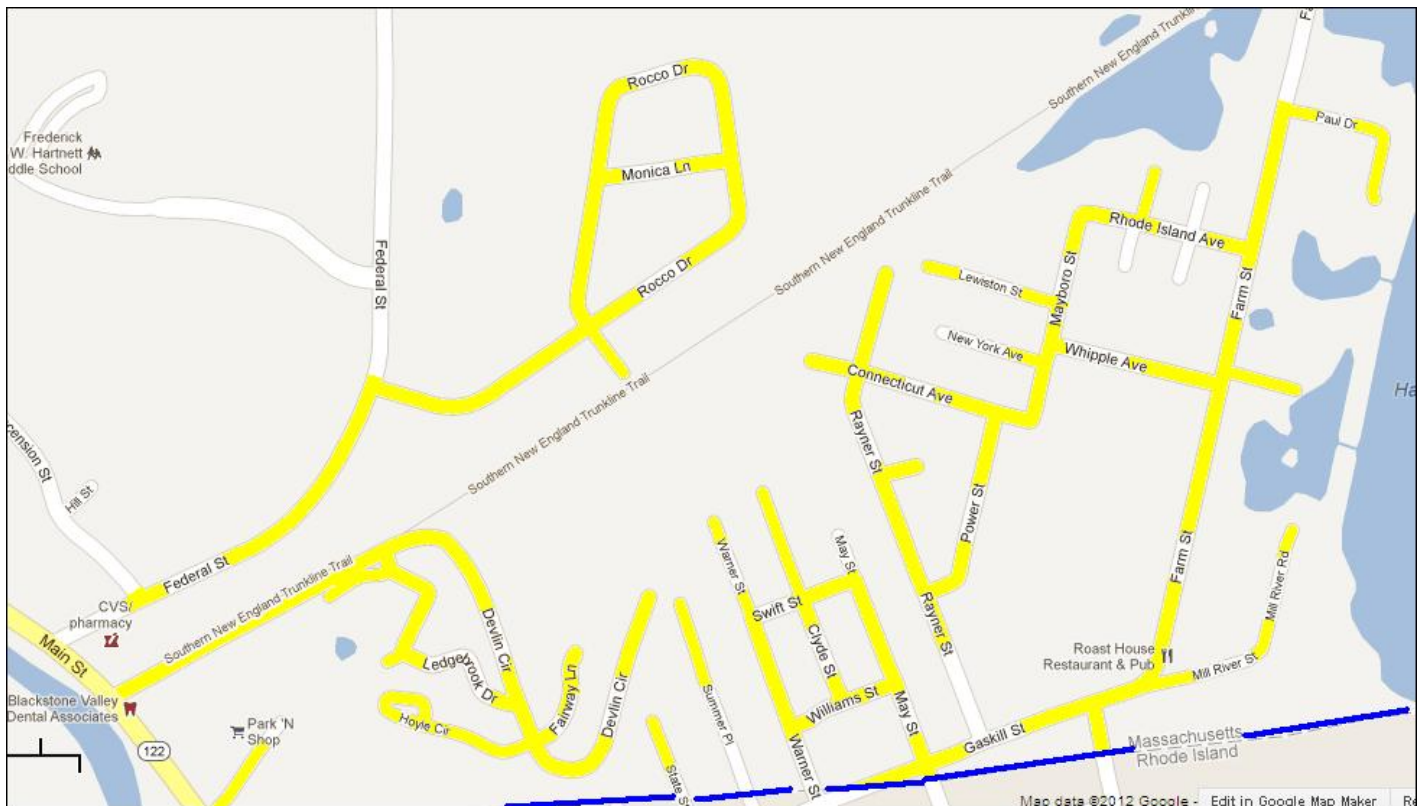 Fa
Southern New England Trunkline Trail
Rocco Dr
Paul Dr
Frederick
W. Hartnett
ddle School
Monica Ln
Federal St
Rhode Island Ave
Southern New England Trunkline Trail
Rocco Dr
Lewiston St
Mayboro St
Farm St
New York Ave
Whipple Ave
Connecticut Ave
Ha
Southern New England Trunkline Trail
cension St
Rayner St
Hill St
Power St
Farm St
Federal St
Southern New England Trunkline Trail
Warner St
May St
Mill River Rd
CVS/
pharmacy
Main St
Devlin Cir
Swift St
Clyde St
Rayner St
Roast House
Restaurant & Pub
Ledgebrook Dr
Fairway Ln
Devlin Cir
Summer Pl
Williams St
May St
Mill River St
Blackstone Valley
Dental Associates
Park 'N
Shop
Hoyle Cir
122
State St
Warner St
Gaskill St
Massachusetts
Rhode Island
Map data ©2012 Google - Edit in Google Map Maker